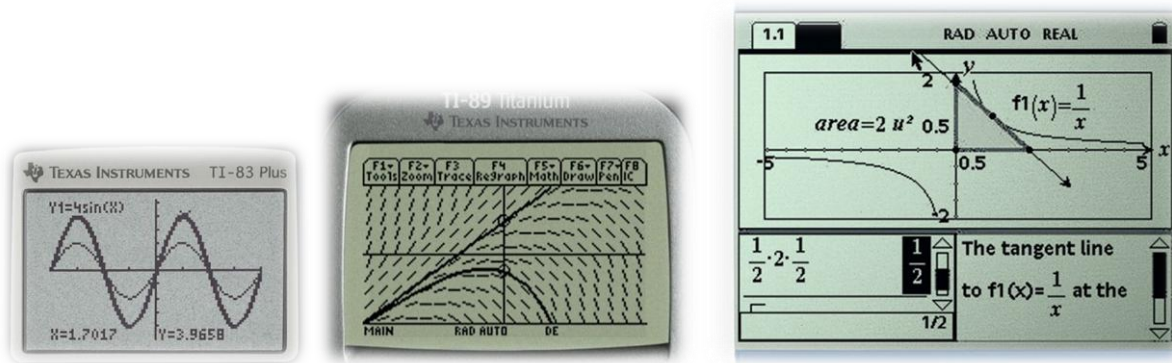 TEXAS INSTRUMENTS TI-83 Plus
Y1=4sin(X)
X=1.7017 Y=3.9658
TI-89 Titanium
TEXAS INSTRUMENTS
F1 F2 F3 F4 F5 F6 F7 F8
Tools Zoom Trace Regraph Math Draw Pen IC
MAIN RAD AUTO DE
1.1 RAD AUTO REAL
y
2
f1(x)=1/x
area=2 u² 0.5
-5 0.5 5 x
-2
1/2·2·1/2 1/2
1/2
The tangent line
to f1(x)=1/x at the